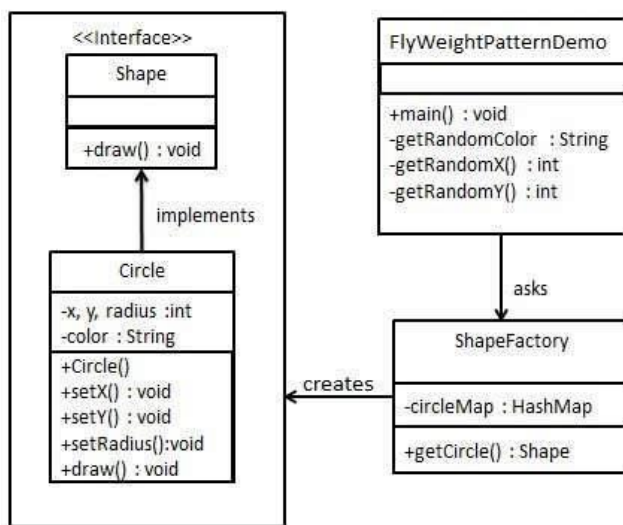 <<Interface>>
Shape
+draw() : void
implements
Circle
-x, y, radius :int
-color : String
+Circle()
+setX() : void
+setY() : void
+setRadius():void
+draw() : void
FlyWeightPatternDemo
+main() : void
-getRandomColor : String
-getRandomX() : int
-getRandomY() : int
asks
ShapeFactory
-circleMap : HashMap
+getCircle() : Shape
creates